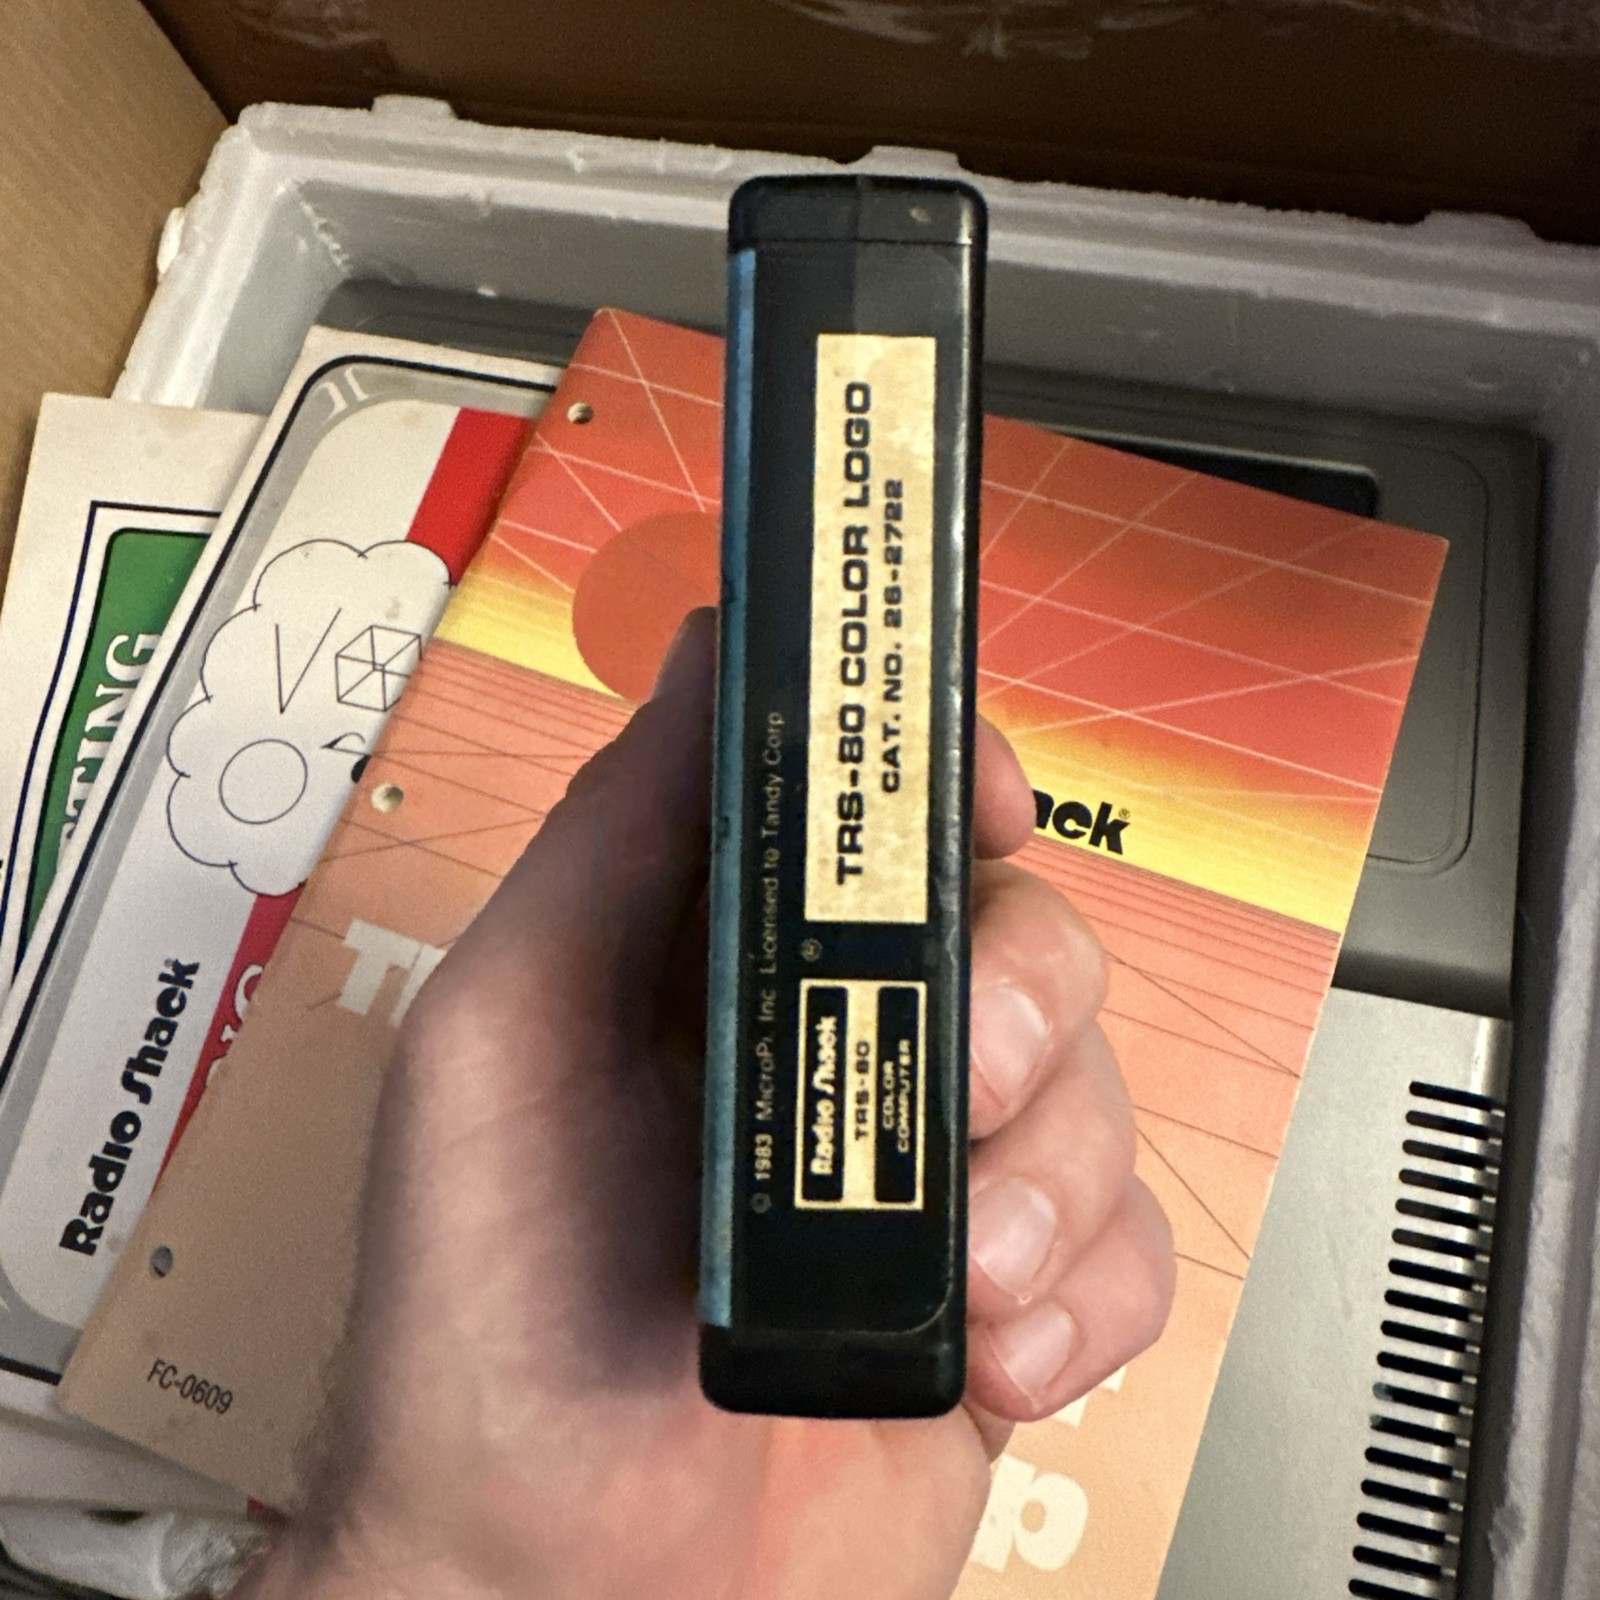 TRS-80 COLOR LOGO
CAT. NO. 26-2722
®
Radio Shack
TRS-80
COLOR
COMPUTER
© 1983 MicroPi, Inc Licensed to Tandy Corp
Radio Shack
FC-0609
ack®